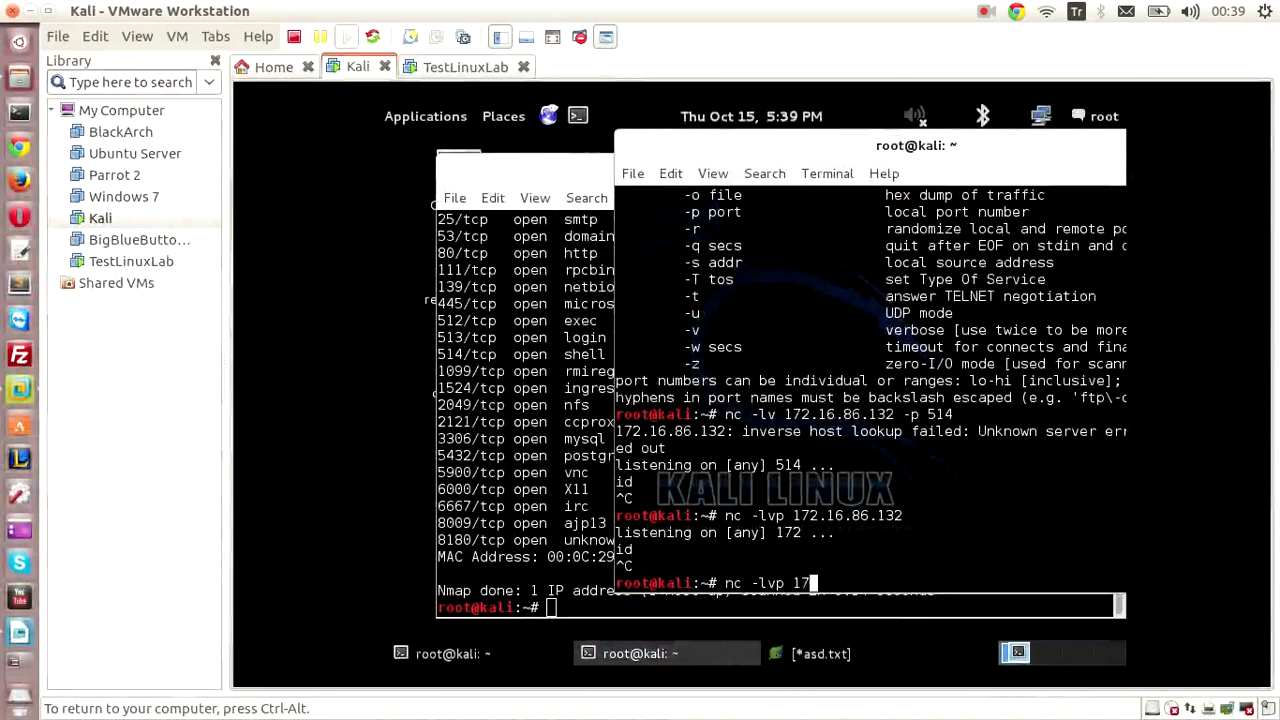 Kali - VMware Workstation
Tr
00:39
File Edit View VM Tabs Help
Library
Type here to search
My Computer
BlackArch
Ubuntu Server
Parrot 2
Windows 7
Kali
BigBlueButto...
TestLinuxLab
Shared VMs
Home
Kali
TestLinuxLab
Applications Places
Thu Oct 15, 5:39 PM
root
File Edit View Search
25/tcp open smtp
53/tcp open domain
80/tcp open http
111/tcp open rpcbin
139/tcp open netbio
445/tcp open micros
512/tcp open exec
513/tcp open login
514/tcp open shell
1099/tcp open rmireg
1524/tcp open ingres
2049/tcp open nfs
2121/tcp open ccprox
3306/tcp open mysql
5432/tcp open postgr
5900/tcp open vnc
6000/tcp open X11
6667/tcp open irc
8009/tcp open ajp13
8180/tcp open unknow
MAC Address: 00:0C:29
Nmap done: 1 IP addre
root@kali:~#
root@kali: ~
File Edit View Search Terminal Help
-o file hex dump of traffic
-p port local port number
-r randomize local and remote po
-q secs quit after EOF on stdin and d
-s addr local source address
-T tos set Type Of Service
-t answer TELNET negotiation
-u UDP mode
-v verbose [use twice to be more
-w secs timeout for connects and fina
-z zero-I/O mode [used for scann
port numbers can be individual or ranges: lo-hi [inclusive];
hyphens in port names must be backslash escaped (e.g. 'ftp\-d
root@kali:~# nc -lv 172.16.86.132 -p 514
172.16.86.132: inverse host lookup failed: Unknown server err
ed out
listening on [any] 514 ...
id
^C
root@kali:~# nc -lvp 172.16.86.132
listening on [any] 172 ...
id
^C
root@kali:~# nc -lvp 17
KALI LINUX
root@kali: ~
root@kali: ~
[*asd.txt]
To return to your computer, press Ctrl-Alt.